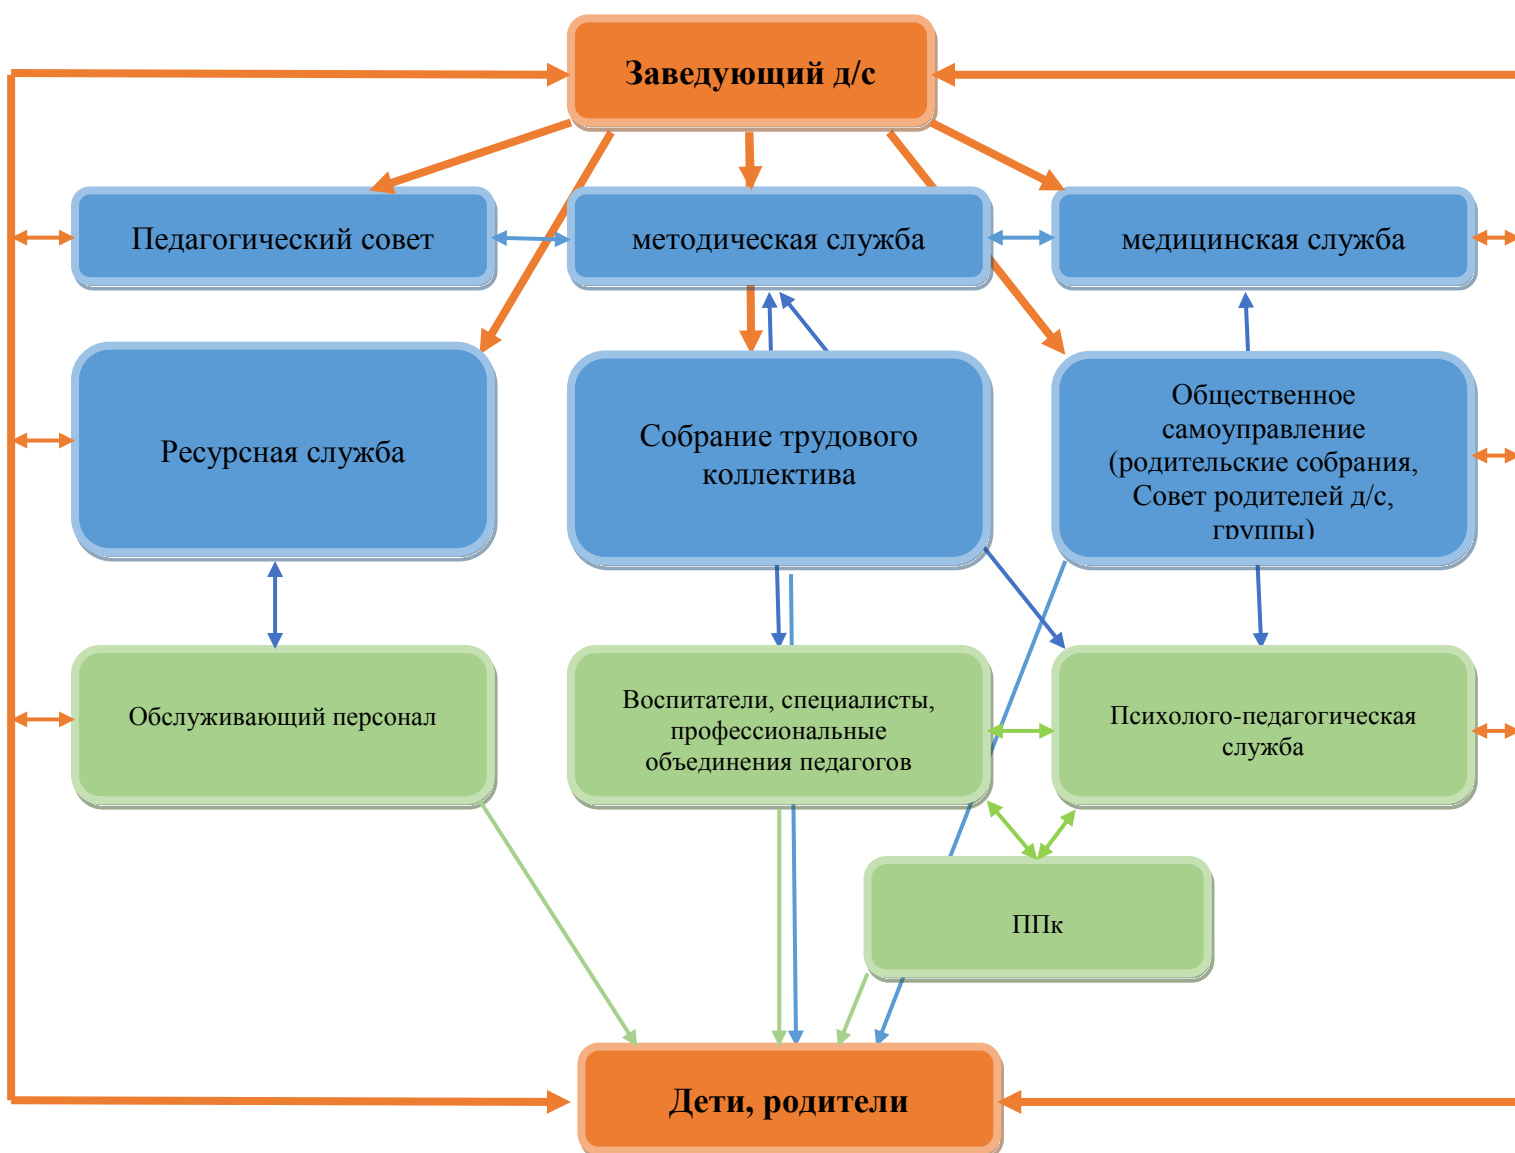 Заведующий д/с
Педагогический совет
методическая служба
медицинская служба
Ресурсная служба
Собрание трудового
коллектива
Общественное
самоуправление
(родительские собрания,
Совет родителей д/с,
группы)
Обслуживающий персонал
Воспитатели, специалисты,
профессиональные
объединения педагогов
Психолого-педагогическая
служба
ППк
Дети, родители